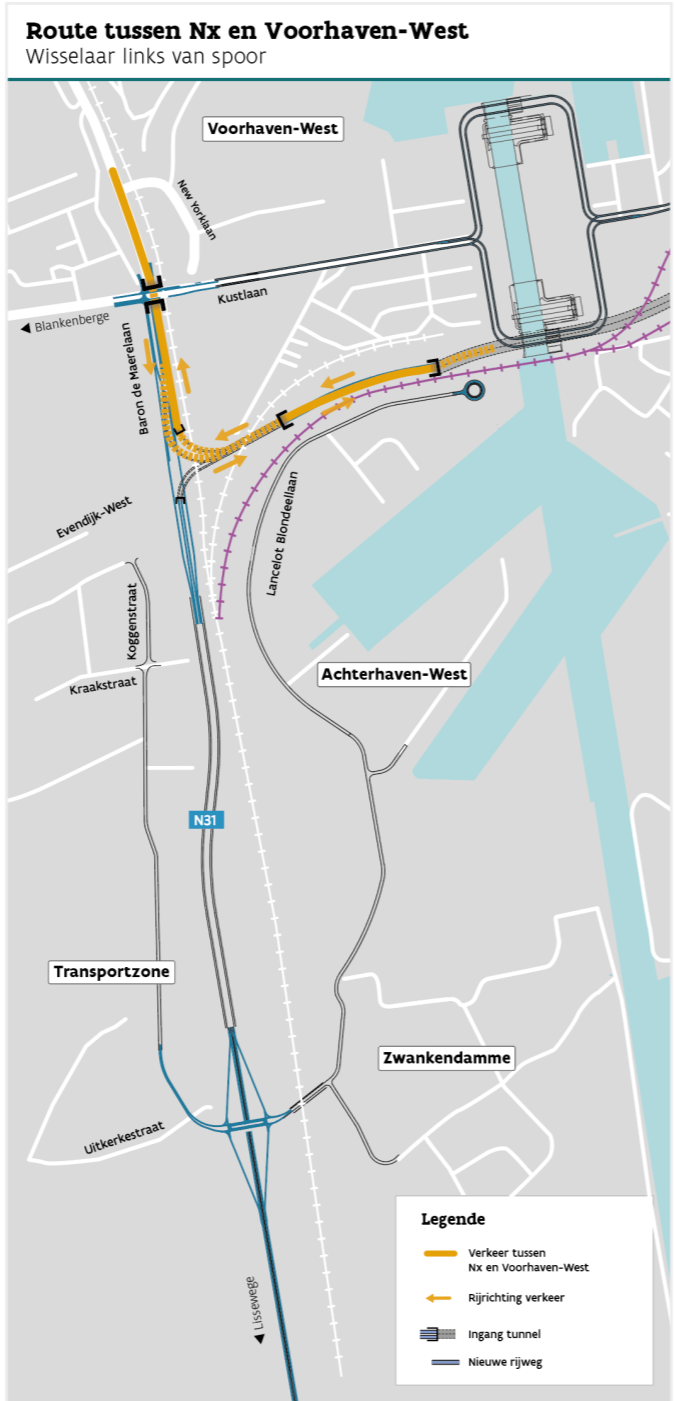 Route tussen Nx en Voorhaven-West
Wisselaar links van spoor
Voorhaven-West
New Yorklaan
Kustlaan
Blankenberge
Baron de Maerelaan
Lancelot Blondeellaan
Evendijk-West
Koggenstraat
Kraakstraat
Achterhaven-West
N31
Transportzone
Zwankendamme
Uitkerkestraat
Lissewege
Legende
Verkeer tussen
Nx en Voorhaven-West
Rijrichting verkeer
Ingang tunnel
Nieuwe rijweg